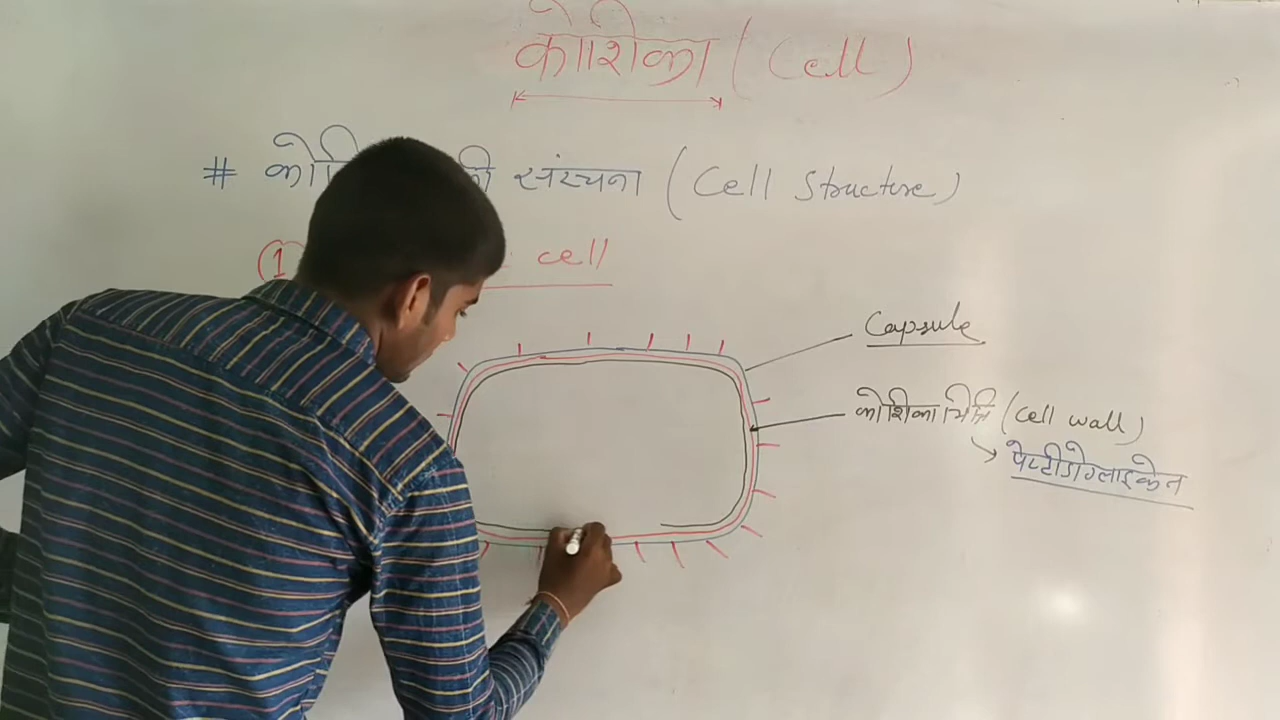 कोशिका (Cell)
# संरचना (Cell Structure)
① cell
Capsule
कोशिका भित्ति (Cell wall)
→ पेप्टीडोग्लाइकेन